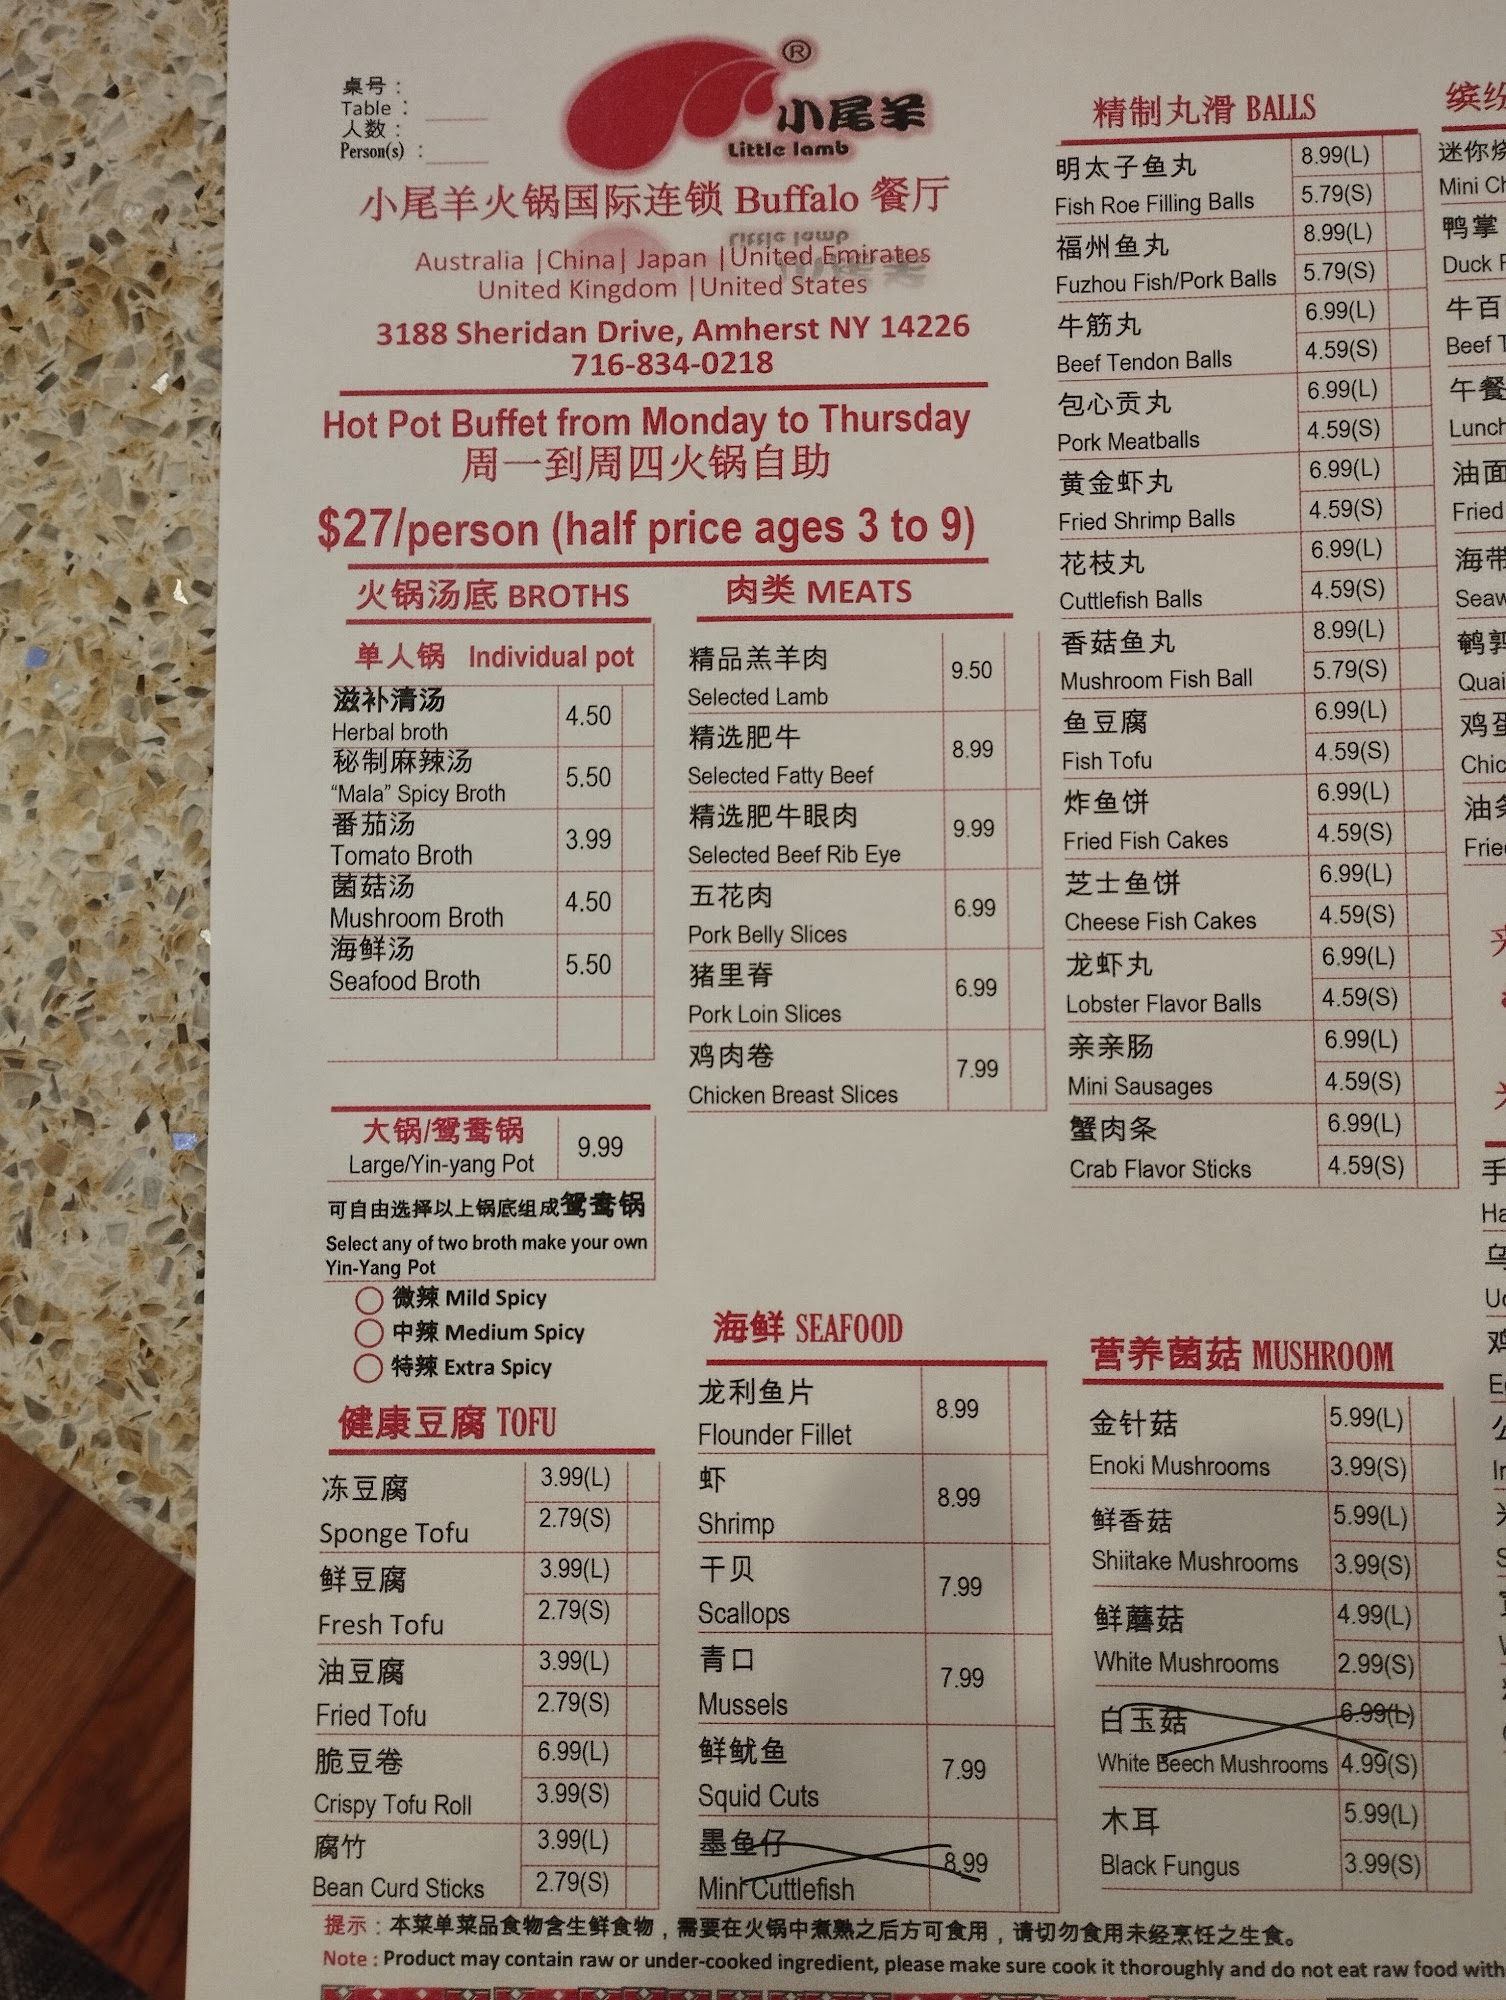 桌号：
Table：
人数：
Person(s)：
®
小尾羊
Little lamb
小尾羊火锅国际连锁 Buffalo 餐厅
Australia |China| Japan |United Emirates
United Kingdom |United States
3188 Sheridan Drive, Amherst NY 14226
716-834-0218
Hot Pot Buffet from Monday to Thursday
周一到周四火锅自助
$27/person (half price ages 3 to 9)
火锅汤底 BROTHS
单人锅 Individual pot
滋补清汤
Herbal broth 4.50
秘制麻辣汤
“Mala” Spicy Broth 5.50
番茄汤
Tomato Broth 3.99
菌菇汤
Mushroom Broth 4.50
海鲜汤
Seafood Broth 5.50
大锅/鸳鸯锅
Large/Yin-yang Pot 9.99
可自由选择以上锅底组成鸳鸯锅
Select any of two broth make your own
Yin-Yang Pot
微辣 Mild Spicy
中辣 Medium Spicy
特辣 Extra Spicy
健康豆腐 TOFU
冻豆腐 3.99(L)
Sponge Tofu 2.79(S)
鲜豆腐 3.99(L)
Fresh Tofu 2.79(S)
油豆腐 3.99(L)
Fried Tofu 2.79(S)
脆豆卷 6.99(L)
Crispy Tofu Roll 3.99(S)
腐竹 3.99(L)
Bean Curd Sticks 2.79(S)
肉类 MEATS
精品羔羊肉
Selected Lamb 9.50
精选肥牛
Selected Fatty Beef 8.99
精选肥牛眼肉
Selected Beef Rib Eye 9.99
五花肉
Pork Belly Slices 6.99
猪里脊
Pork Loin Slices 6.99
鸡肉卷
Chicken Breast Slices 7.99
海鲜 SEAFOOD
龙利鱼片
Flounder Fillet 8.99
虾
Shrimp 8.99
干贝
Scallops 7.99
青口
Mussels 7.99
鲜鱿鱼
Squid Cuts 7.99
墨鱼仔
Mini Cuttlefish 8.99
精制丸滑 BALLS
明太子鱼丸 8.99(L)
Fish Roe Filling Balls 5.79(S)
福州鱼丸 8.99(L)
Fuzhou Fish/Pork Balls 5.79(S)
牛筋丸 6.99(L)
Beef Tendon Balls 4.59(S)
包心贡丸 6.99(L)
Pork Meatballs 4.59(S)
黄金虾丸 6.99(L)
Fried Shrimp Balls 4.59(S)
花枝丸 6.99(L)
Cuttlefish Balls 4.59(S)
香菇鱼丸 8.99(L)
Mushroom Fish Ball 5.79(S)
鱼豆腐 6.99(L)
Fish Tofu 4.59(S)
炸鱼饼 6.99(L)
Fried Fish Cakes 4.59(S)
芝士鱼饼 6.99(L)
Cheese Fish Cakes 4.59(S)
龙虾丸 6.99(L)
Lobster Flavor Balls 4.59(S)
亲亲肠 6.99(L)
Mini Sausages 4.59(S)
蟹肉条 6.99(L)
Crab Flavor Sticks 4.59(S)
营养菌菇 MUSHROOM
金针菇 5.99(L)
Enoki Mushrooms 3.99(S)
鲜香菇 5.99(L)
Shiitake Mushrooms 3.99(S)
鲜蘑菇 4.99(L)
White Mushrooms 2.99(S)
白玉菇 6.99(L)
White Beech Mushrooms 4.99(S)
木耳 5.99(L)
Black Fungus 3.99(S)
缤纷
迷你
Mini
鸭掌
Duck
牛百
Beef
午餐
Lunch
油面
Fried
海带
鸡蛋
油条
提示：本菜单菜品食物含生鲜食物，需要在火锅中煮熟之后方可食用，请切勿食用未经烹饪之生食。
Note : Product may contain raw or under-cooked ingredient, please make sure cook it thoroughly and do not eat raw food with